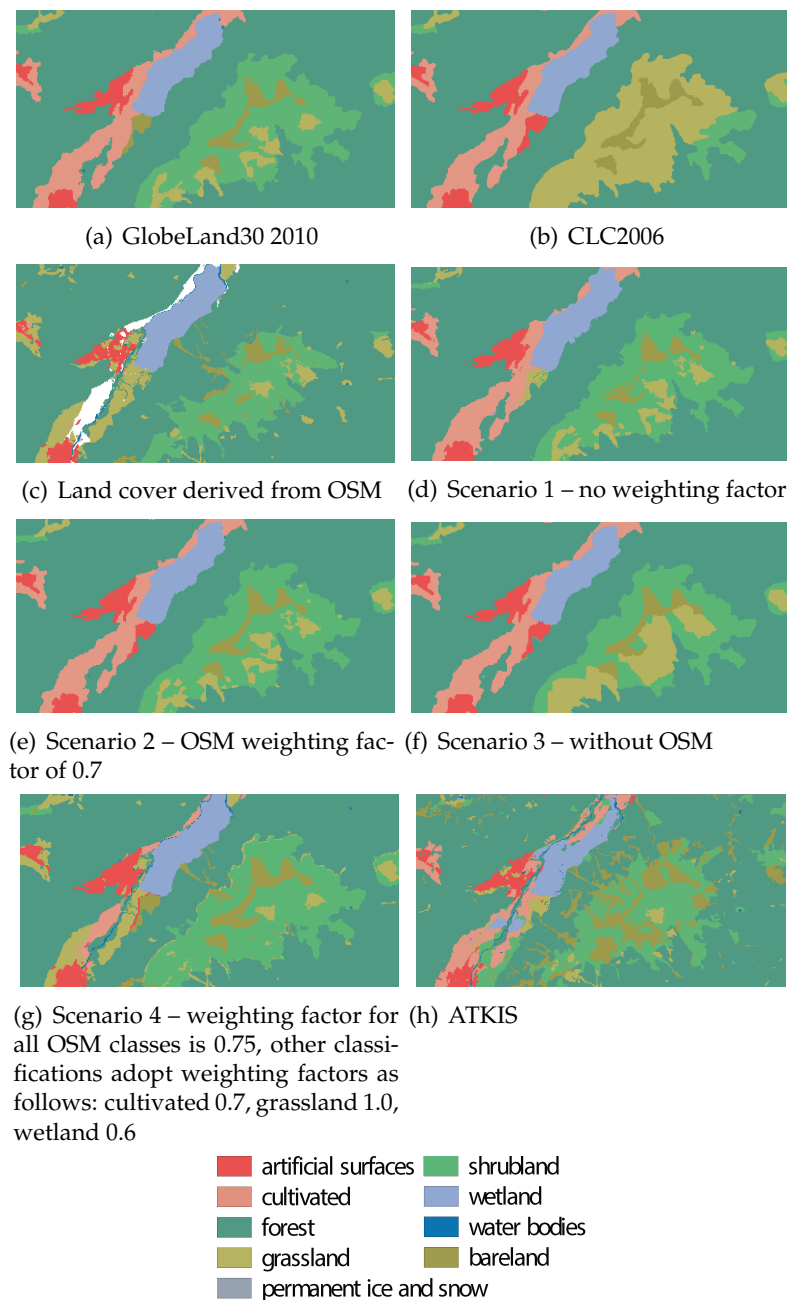 (a) GlobeLand30 2010
(b) CLC2006
(c) Land cover derived from OSM
(d) Scenario 1 – no weighting factor
(e) Scenario 2 – OSM weighting fac-
tor of 0.7
(f) Scenario 3 – without OSM
(g) Scenario 4 – weighting factor for
all OSM classes is 0.75, other classi-
fications adopt weighting factors as
follows: cultivated 0.7, grassland 1.0,
wetland 0.6
(h) ATKIS
artificial surfaces
cultivated
forest
grassland
permanent ice and snow
shrubland
wetland
water bodies
bareland